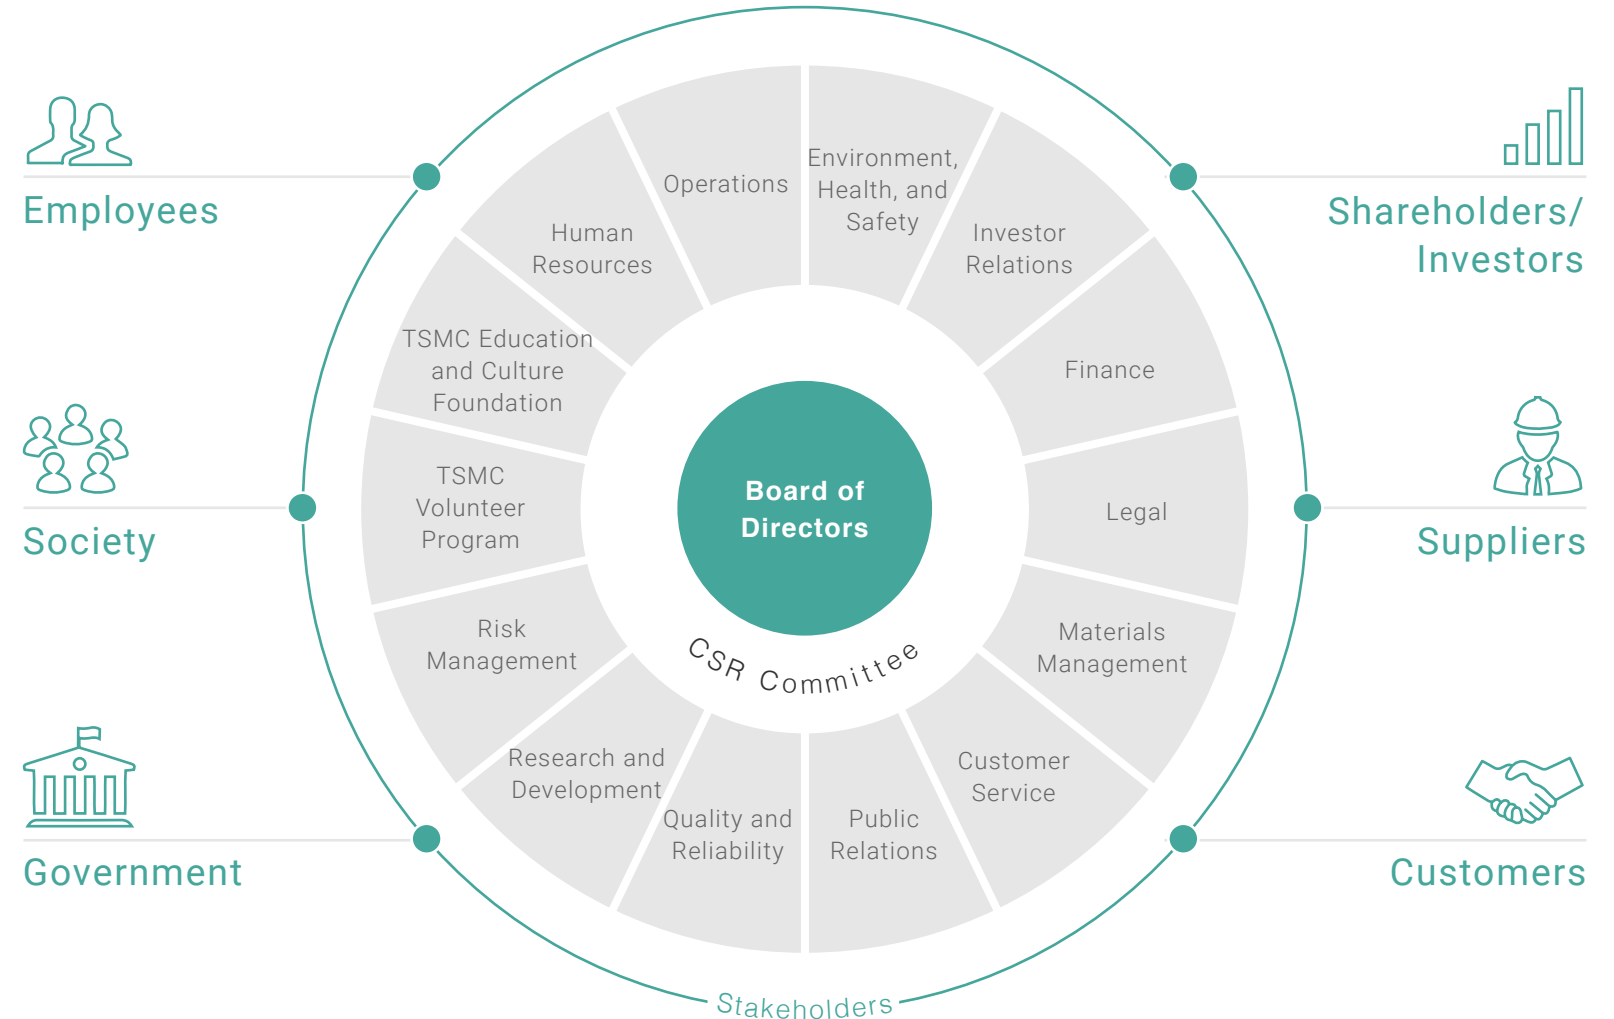 Employees
Society
Government
Shareholders/
Investors
Suppliers
Customers
Operations
Environment,
Health, and
Safety
Investor
Relations
Finance
Legal
Materials
Management
Customer
Service
Public
Relations
Quality and
Reliability
Research and
Development
Risk
Management
TSMC
Volunteer
Program
TSMC Education
and Culture
Foundation
Human
Resources
Board of
Directors
CSR Committee
Stakeholders